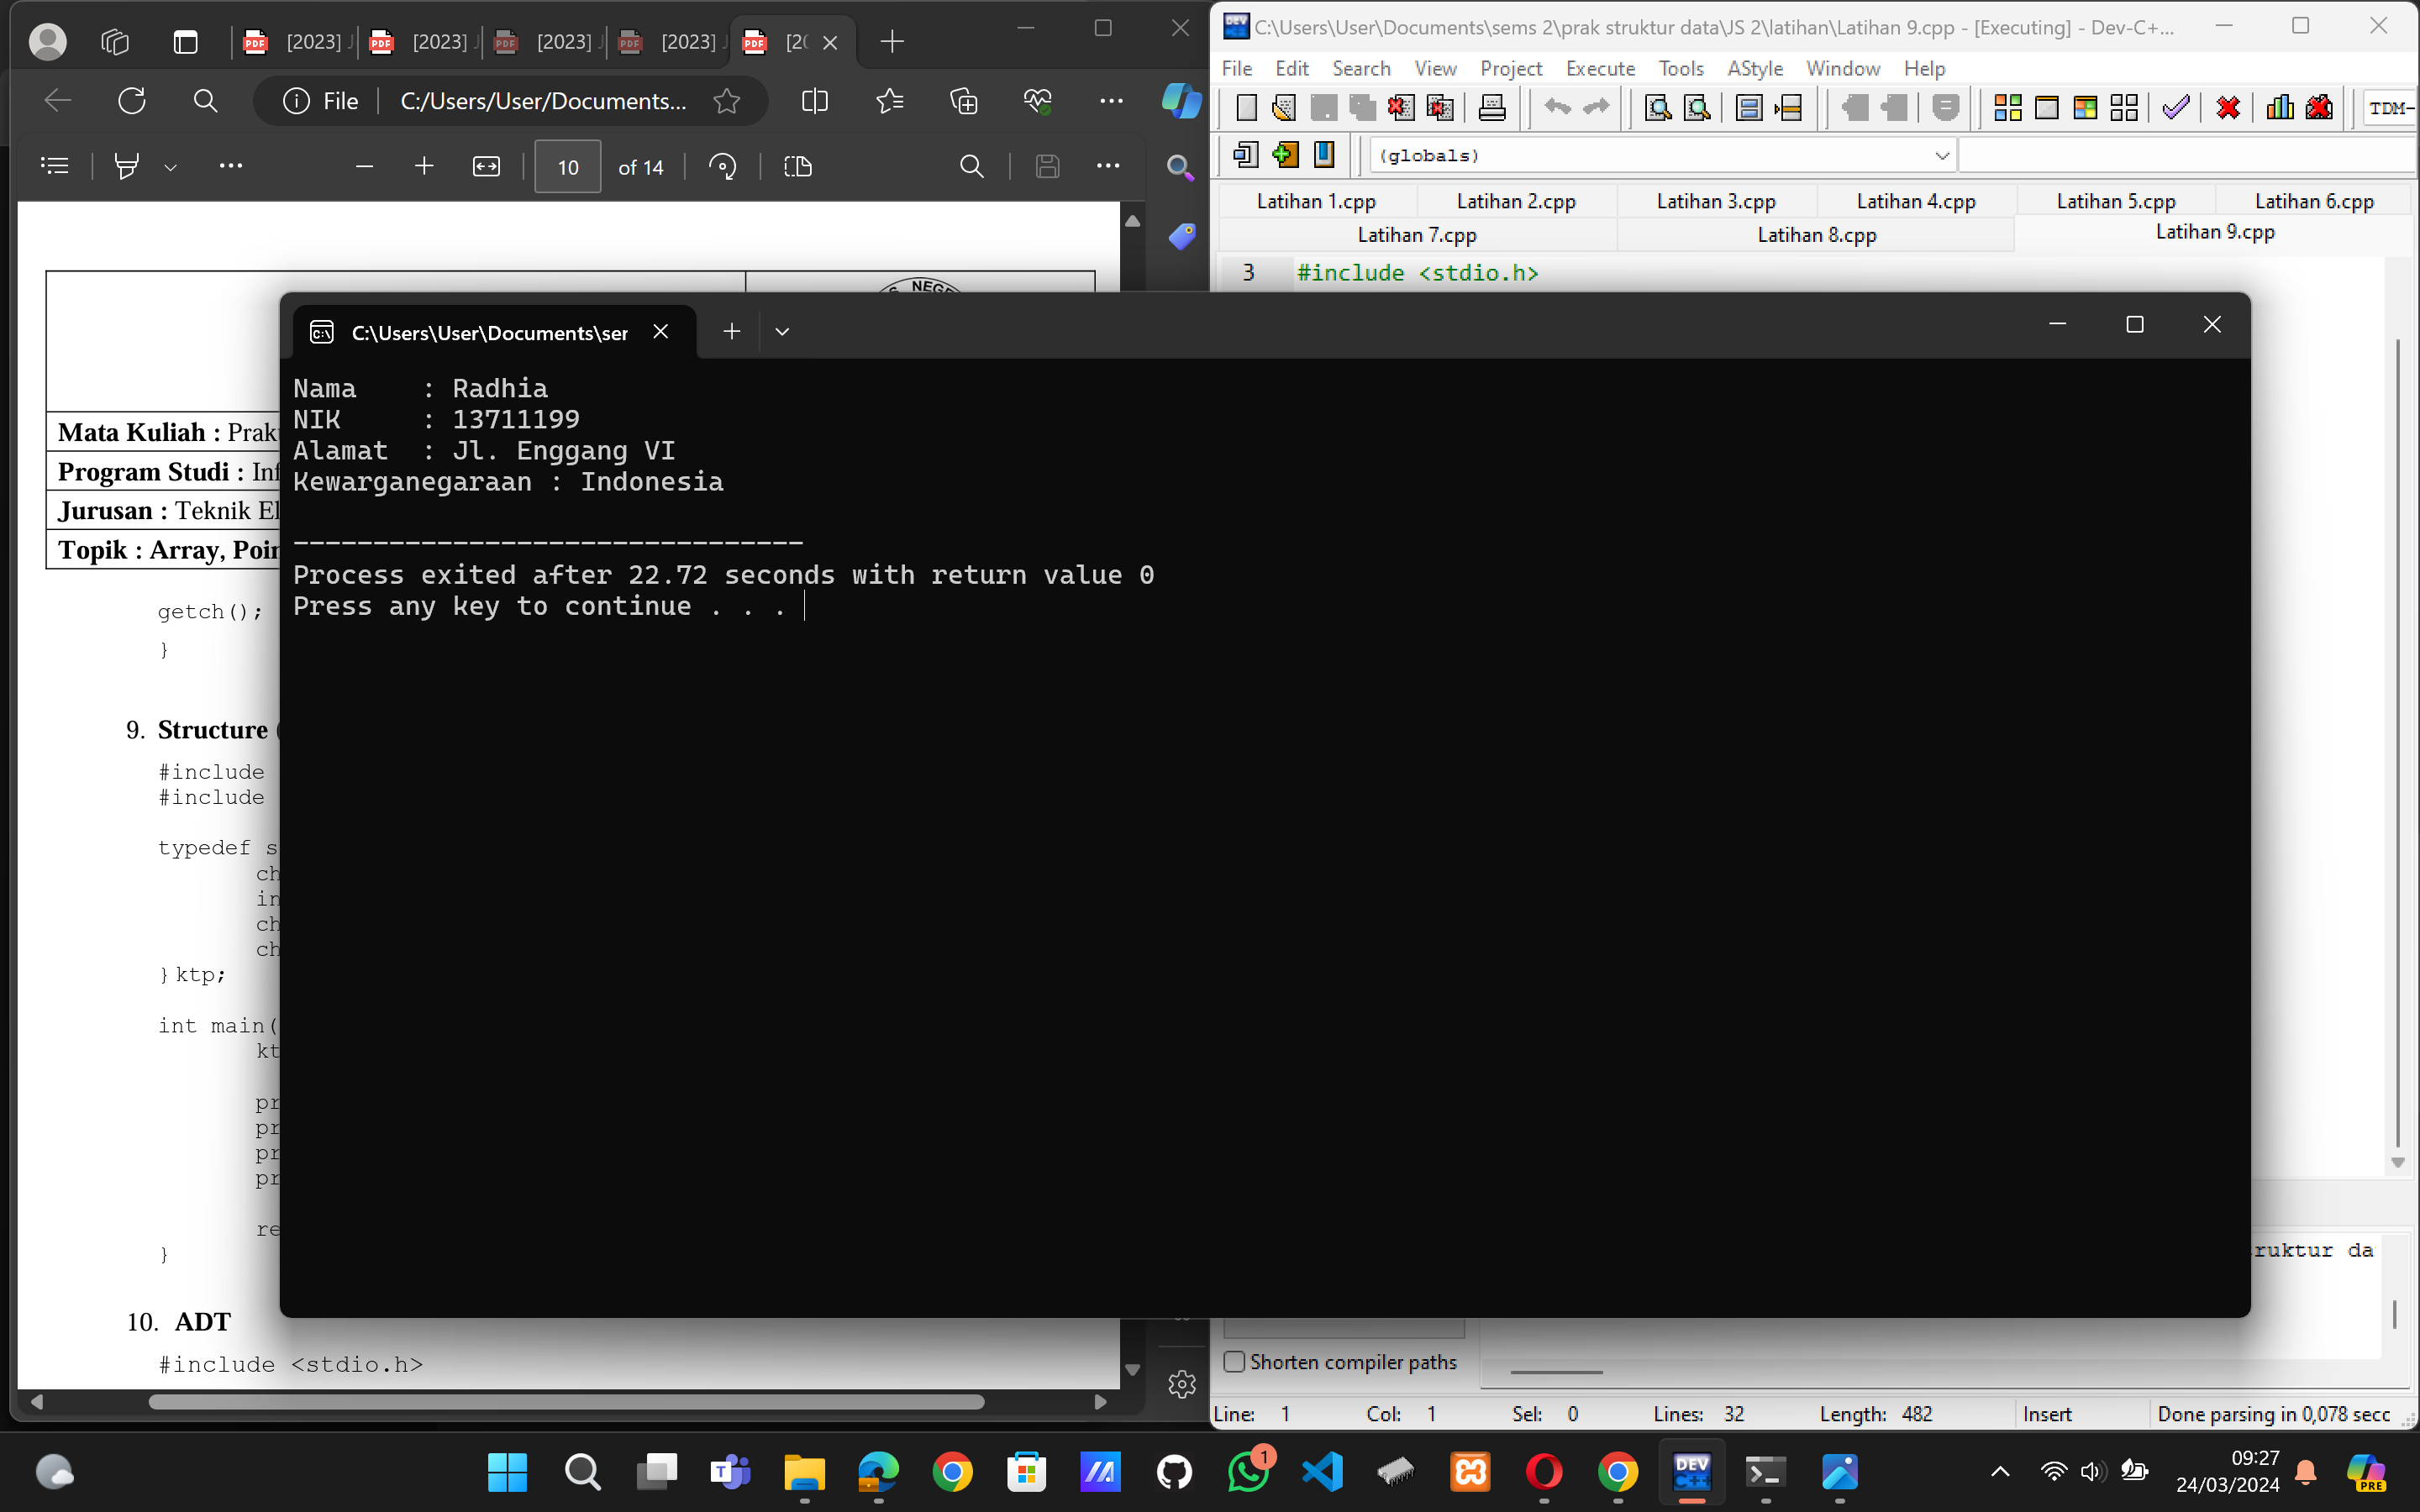 [2023] J
[2023]
[2023] J
[2023] J
[20
File
C:/Users/User/Documents...
10 of 14
NEGE
Mata Kuliah : Prak
Program Studi : Inf
Jurusan : Teknik El
Topik : Array, Poin
getch();
}
9. Structure (
#include
#include
typedef s
ch
in
ch
ch
}ktp;
int main(
kt
pr
pr
pr
pr
re
}
10. ADT
#include <stdio.h>
C:\Users\User\Documents\sems 2\prak struktur data\JS 2\latihan\Latihan 9.cpp - [Executing] - Dev-C+...
File Edit Search View Project Execute Tools AStyle Window Help
TDM-
(globals)
Latihan 1.cpp Latihan 2.cpp Latihan 3.cpp Latihan 4.cpp Latihan 5.cpp Latihan 6.cpp
Latihan 7.cpp Latihan 8.cpp Latihan 9.cpp
3 #include <stdio.h>
C:\Users\User\Documents\ser
Nama : Radhia
NIK : 13711199
Alamat : Jl. Enggang VI
Kewarganegaraan : Indonesia
--------------------------------
Process exited after 22.72 seconds with return value 0
Press any key to continue . . .
ruktur da
Shorten compiler paths
Line: 1 Col: 1 Sel: 0 Lines: 32 Length: 482 Insert Done parsing in 0,078 secc
1
DEV C++
PRE
09:27
24/03/2024